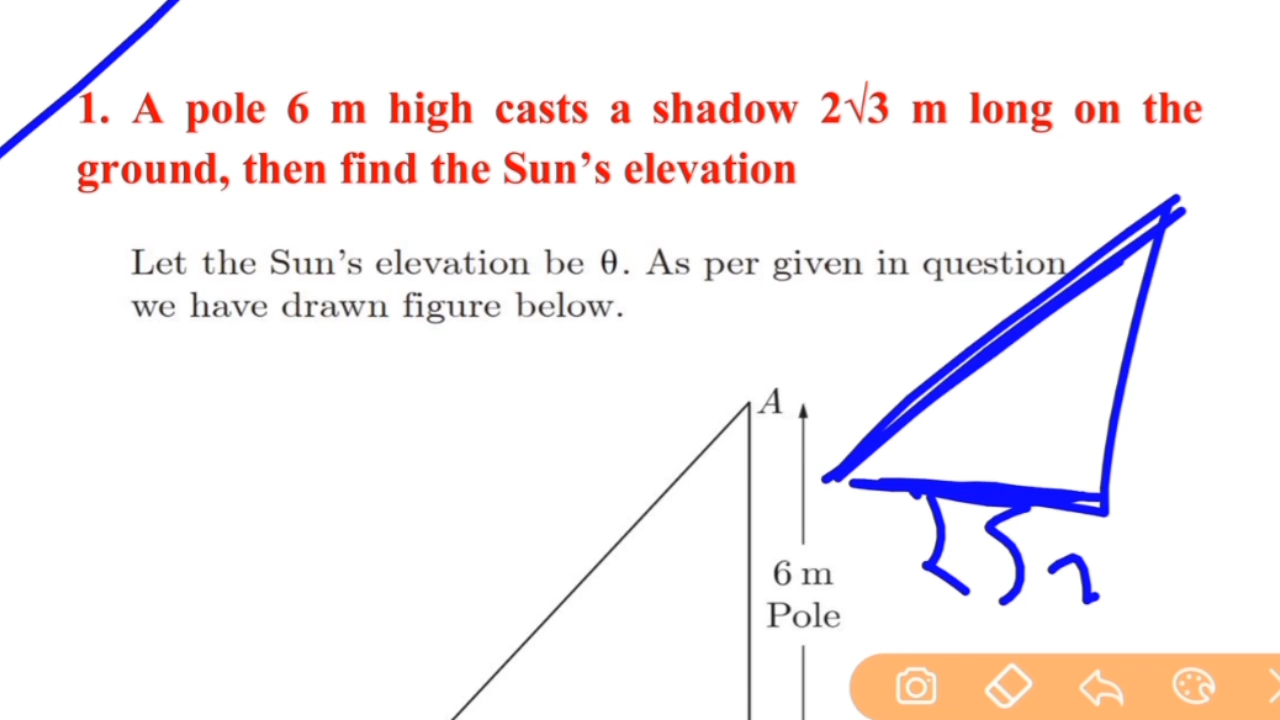 1. A pole 6 m high casts a shadow 2√3 m long on the
ground, then find the Sun's elevation
Let the Sun's elevation be θ. As per given in question
we have drawn figure below.
A
6 m
Pole